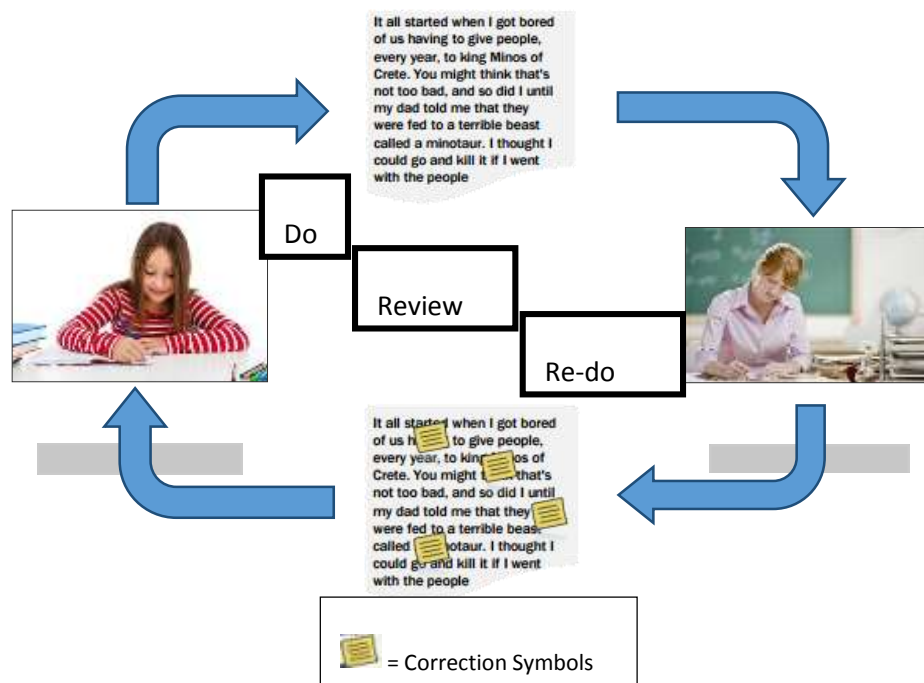 It all started when I got bored
of us having to give people,
every year, to king Minos of
Crete. You might think that's
not too bad, and so did I until
my dad told me that they
were fed to a terrible beast
called a minotaur. I thought I
could go and kill it if I went
with the people
Do
Review
Re-do
It all started when I got bored
of us to give people,
every year, to king
Crete. You might that's
not too bad, and so did I until
my dad told me that they
were fed to a terrible beast
called I thought I
could and kill it if I went
with the people
= Correction Symbols